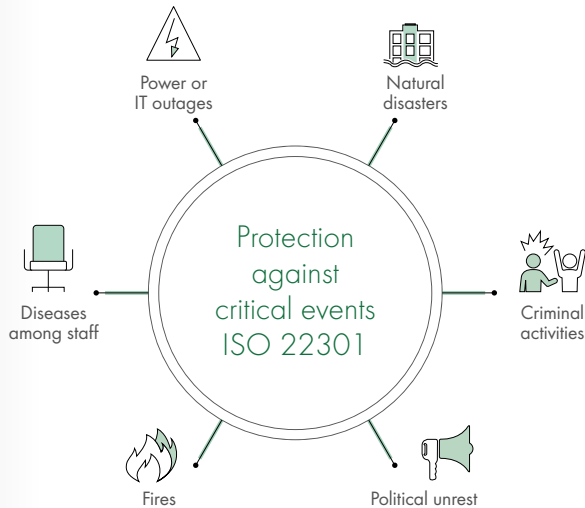 Power or
IT outages
Natural
disasters
Protection
against
critical events
ISO 22301
Diseases
among staff
Criminal
activities
Fires
Political unrest